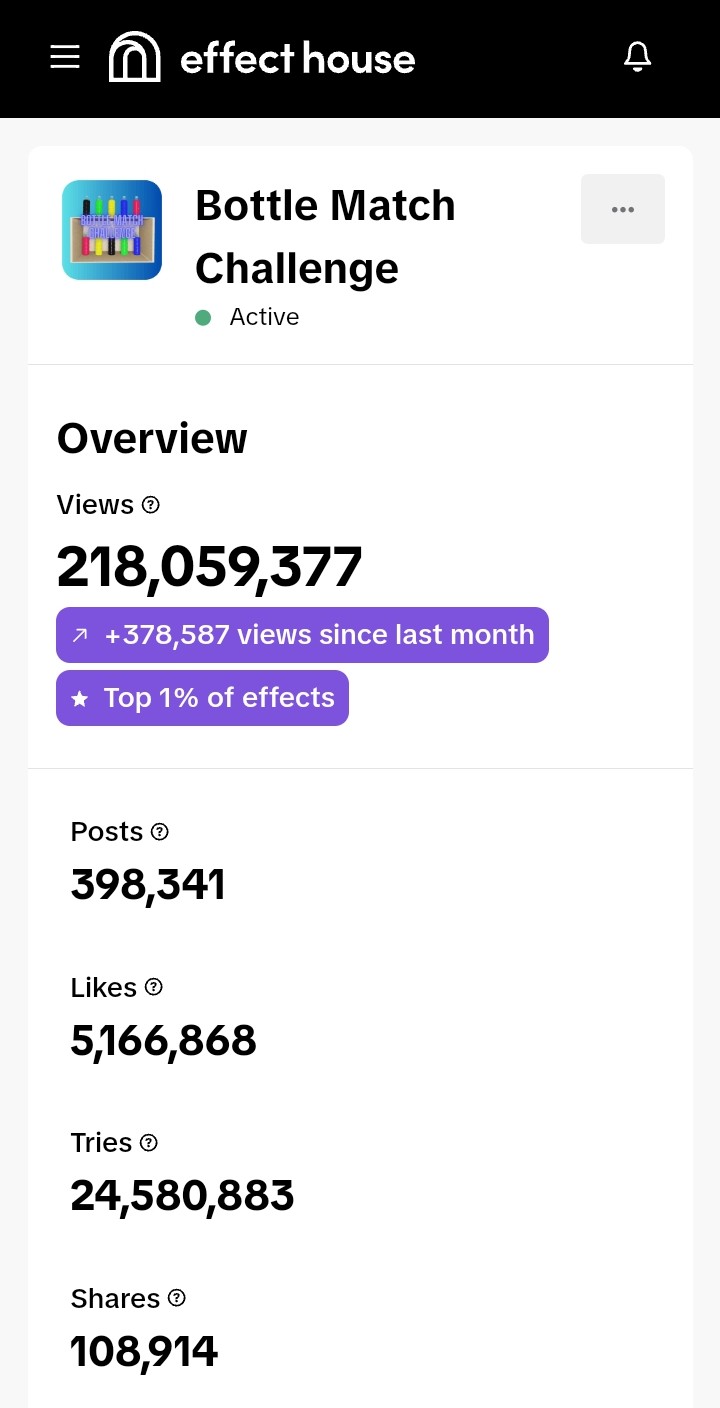 effect house
BOTTLE MATCH
CHALLENGE
Bottle Match
Challenge
...
Active
Overview
Views ?
218,059,377
+378,587 views since last month
Top 1% of effects
Posts ?
398,341
Likes ?
5,166,868
Tries ?
24,580,883
Shares ?
108,914